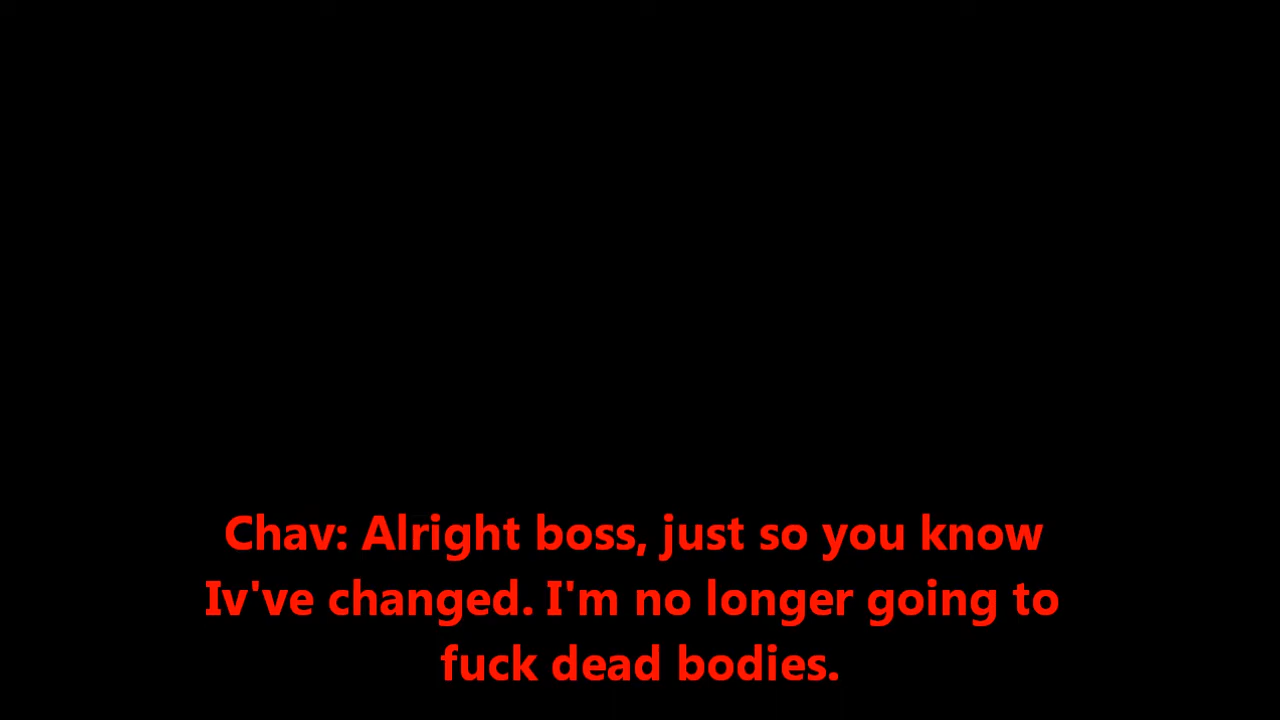 Chav: Alright boss, just so you know
Iv've changed. I'm no longer going to
fuck dead bodies.